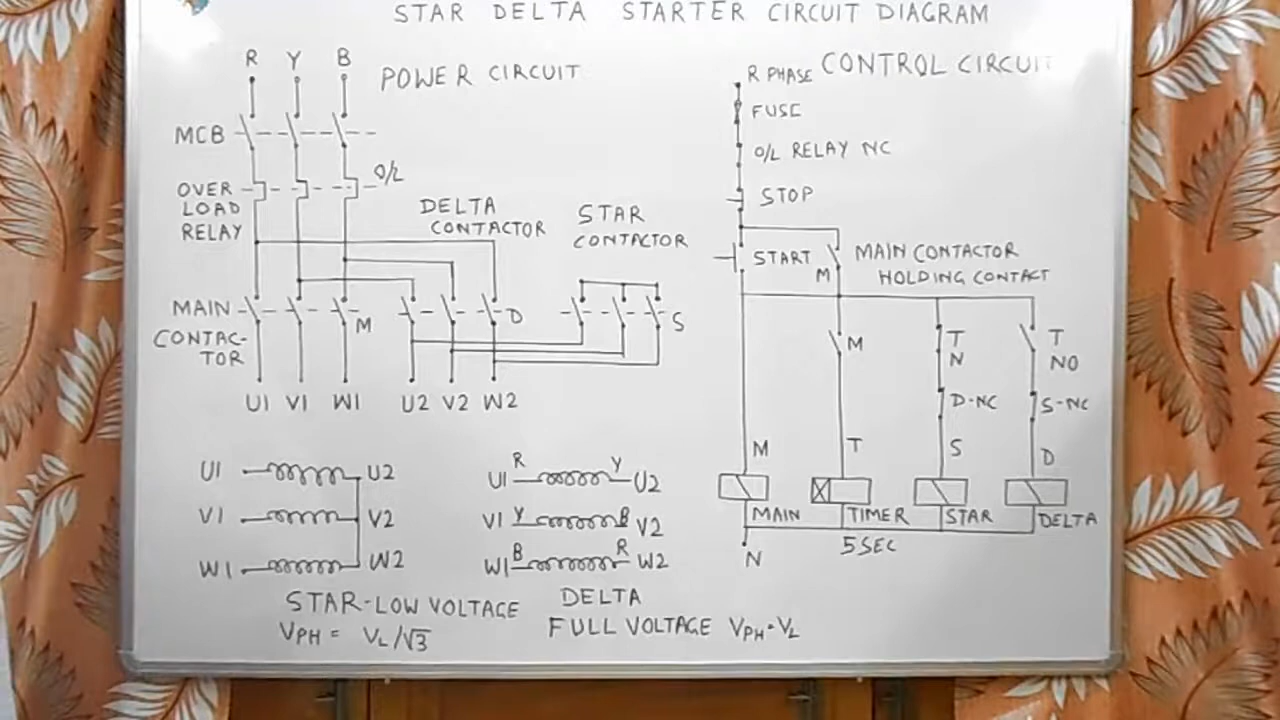 STAR DELTA STARTER CIRCUIT DIAGRAM
R Y B
POWER CIRCUIT
MCB
OVER
LOAD
RELAY
O/L
DELTA
CONTACTOR
STAR
CONTACTOR
MAIN
CONTAC-
TOR
M
D
S
U1 V1 W1 U2 V2 W2
U1 U2
V1 V2
W1 W2
STAR-LOW VOLTAGE
VPH = VL/√3
R Y
U1 U2
Y B
V1 V2
B R
W1 W2
DELTA
FULL VOLTAGE VPH=VL
CONTROL CIRCUIT
R PHASE
FUSE
O/L RELAY NC
STOP
START
M
MAIN CONTACTOR
HOLDING CONTACT
M
T
N
T
NO
D-NC
S-NC
M T S D
MAIN TIMER STAR DELTA
5SEC
N